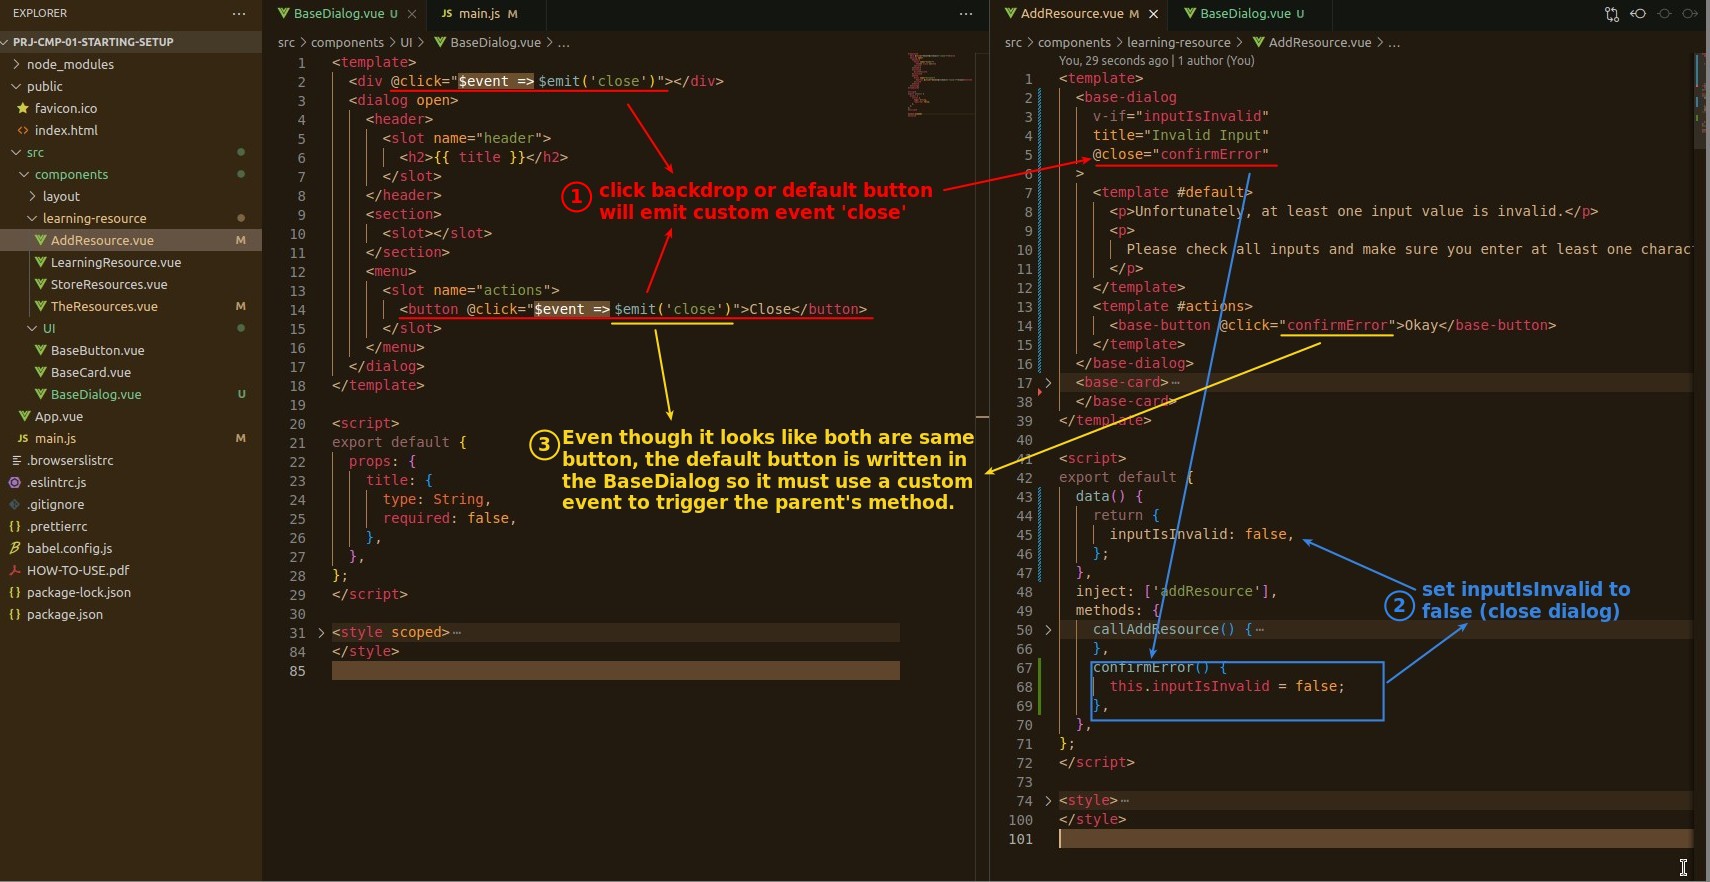 EXPLORER ···
PRJ-CMP-01-STARTING-SETUP
node_modules
public
favicon.ico
index.html
src
components
layout
learning-resource
AddResource.vue M
LearningResource.vue
StoreResources.vue
TheResources.vue M
UI
BaseButton.vue
BaseCard.vue
BaseDialog.vue U
App.vue
main.js M
.browserslistrc
.eslintrc.js
.gitignore
.prettierrc
babel.config.js
HOW-TO-USE.pdf
package-lock.json
package.json
BaseDialog.vue U JS main.js M ···
src > components > UI > BaseDialog.vue > ...
1 <template>
2 <div @click="$event => $emit('close')"></div>
3 <dialog open>
4 <header>
5 <slot name="header">
6 <h2>{{ title }}</h2>
7 </slot>
8 </header>
9 <section>
10 <slot></slot>
11 </section>
12 <menu>
13 <slot name="actions">
14 <button @click="$event => $emit('close')">Close</button>
15 </slot>
16 </menu>
17 </dialog>
18 </template>
19
20 <script>
21 export default {
22 props: {
23 title: {
24 type: String,
25 required: false,
26 },
27 },
28 };
29 </script>
30
31 <style scoped>···
84 </style>
85
1 click backdrop or default button
will emit custom event 'close'
3 Even though it looks like both are same
button, the default button is written in
the BaseDialog so it must use a custom
event to trigger the parent's method.
AddResource.vue M BaseDialog.vue U
src > components > learning-resource > AddResource.vue > ...
You, 29 seconds ago | 1 author (You)
1 <template>
2 <base-dialog
3 v-if="inputIsInvalid"
4 title="Invalid Input"
5 @close="confirmError"
6 >
7 <template #default>
8 <p>Unfortunately, at least one input value is invalid.</p>
9 <p>
10 Please check all inputs and make sure you enter at least one charac
11 </p>
12 </template>
13 <template #actions>
14 <base-button @click="confirmError">Okay</base-button>
15 </template>
16 </base-dialog>
17 <base-card>···
38 </base-card>
39 </template>
40
41 <script>
42 export default {
43 data() {
44 return {
45 inputIsInvalid: false,
46 };
47 },
48 inject: ['addResource'],
49 methods: {
50 callAddResource() {···
66 },
67 confirmError() {
68 this.inputIsInvalid = false;
69 },
70 },
71 };
72 </script>
73
74 <style>···
100 </style>
101
2 set inputIsInvalid to
false (close dialog)